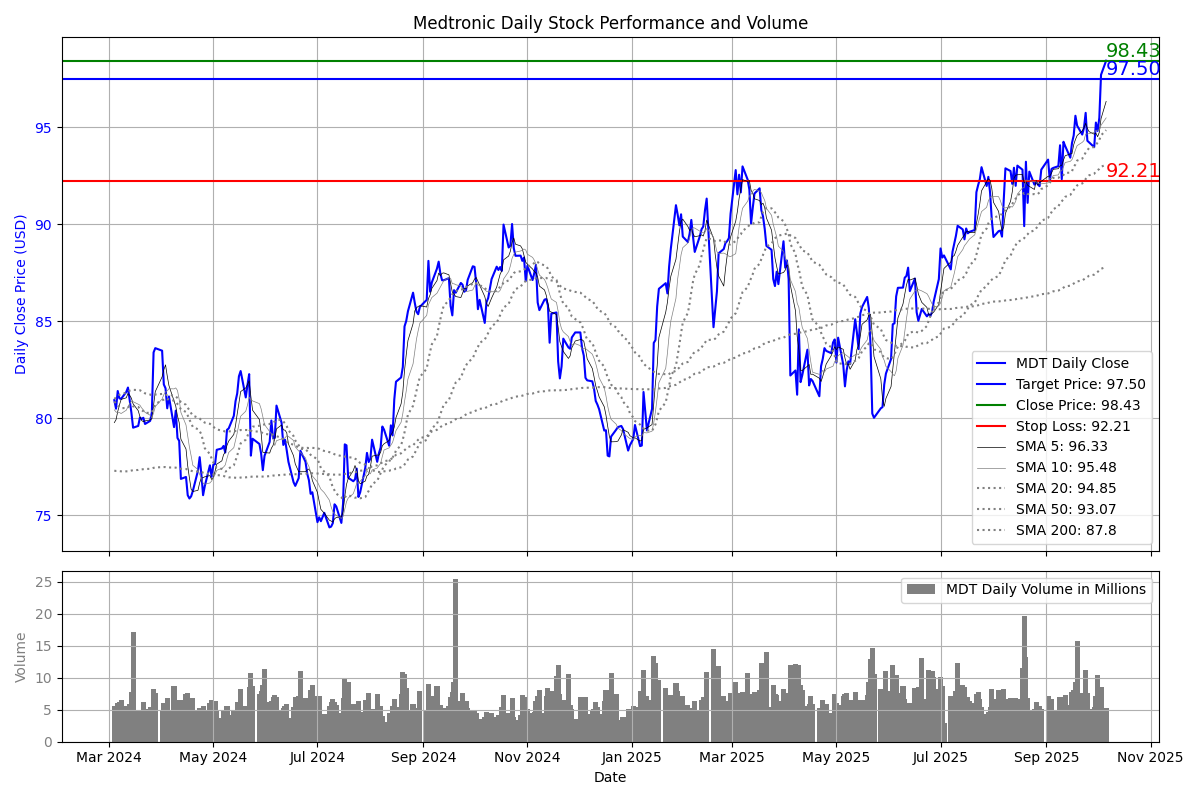 Medtronic Daily Stock Performance and Volume
98.43
97.50
92.21
Daily Close Price (USD)
95
90
85
80
75
MDT Daily Close
Target Price: 97.50
Close Price: 98.43
Stop Loss: 92.21
SMA 5: 96.33
SMA 10: 95.48
SMA 20: 94.85
SMA 50: 93.07
SMA 200: 87.8
Volume
25
20
15
10
5
0
MDT Daily Volume in Millions
Mar 2024 May 2024 Jul 2024 Sep 2024 Nov 2024 Jan 2025 Mar 2025 May 2025 Jul 2025 Sep 2025 Nov 2025
Date